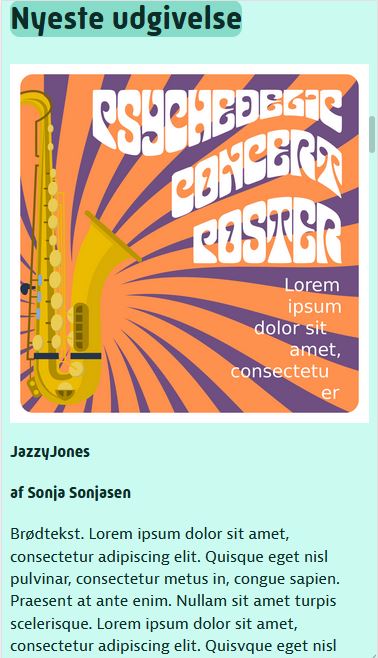 Nyeste udgivelse
PSYCHEDELIC
CONCERT
POSTER
Lorem
ipsum
dolor sit
amet,
consectetu
er
JazzyJones
af Sonja Sonjasen
Brødtekst. Lorem ipsum dolor sit amet,
consectetur adipiscing elit. Quisque eget nisl
pulvinar, consectetur metus in, congue sapien.
Praesent at ante enim. Nullam sit amet turpis
scelerisque. Lorem ipsum dolor sit amet,
consectetur adipiscing elit. Quisvqe eget nisl